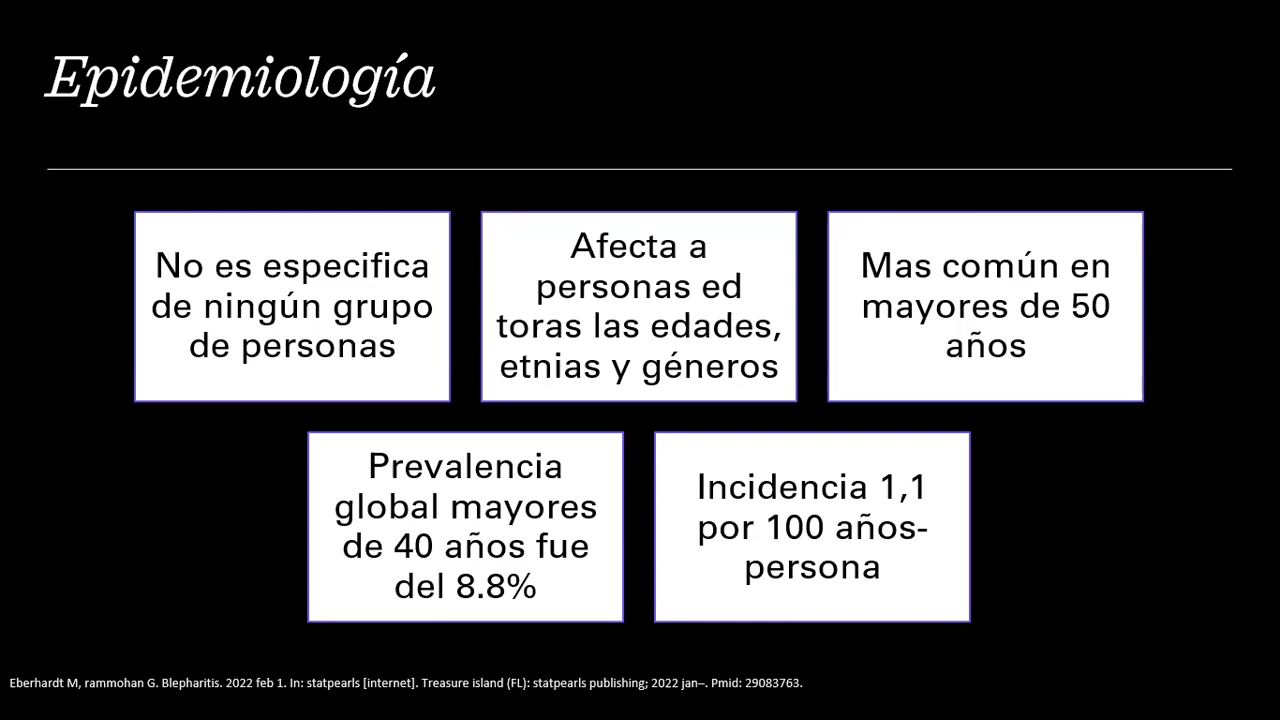 Epidemiología
No es especifica
de ningún grupo
de personas
Afecta a
personas ed
toras las edades,
etnias y géneros
Mas común en
mayores de 50
años
Prevalencia
global mayores
de 40 años fue
del 8.8%
Incidencia 1,1
por 100 años-
persona
Eberhardt M, rammohan G. Blepharitis. 2022 feb 1. In: statpearls [internet]. Treasure island (FL): statpearls publishing; 2022 jan–. Pmid: 29083763.